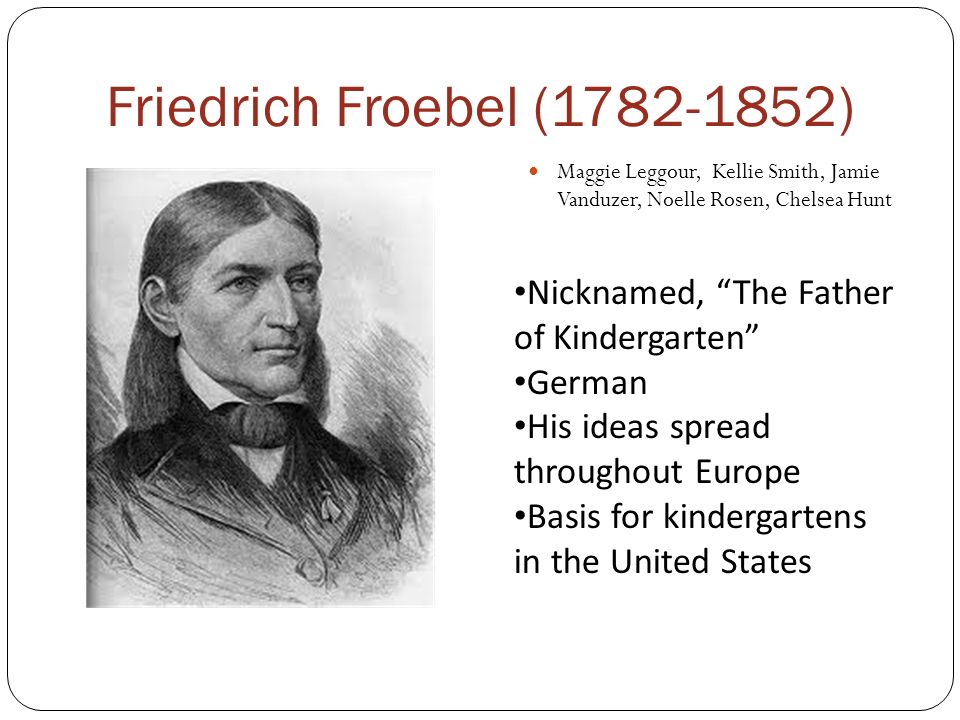 Friedrich Froebel (1782-1852)
• Maggie Leggour, Kellie Smith, Jamie
Vanduzer, Noelle Rosen, Chelsea Hunt
•Nicknamed, “The Father
of Kindergarten”
•German
•His ideas spread
throughout Europe
•Basis for kindergartens
in the United States